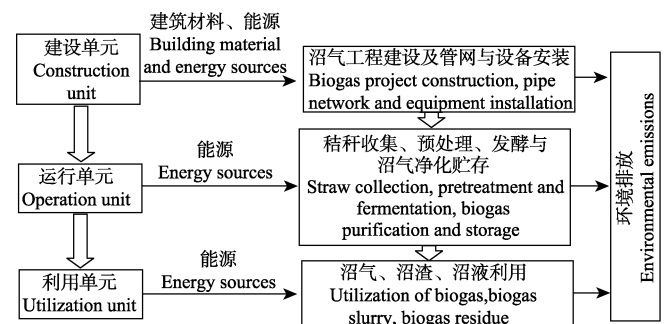 建设单元
Construction
unit
建筑材料、能源
Building material
and energy sources
沼气工程建设及管网与设备安装
Biogas project construction, pipe
network and equipment installation
运行单元
Operation unit
能源
Energy sources
秸秆收集、预处理、发酵与
沼气净化贮存
Straw collection, pretreatment and
fermentation, biogas
purification and storage
利用单元
Utilization unit
能源
Energy sources
沼气、沼渣、沼液利用
Utilization of biogas,biogas
slurry, biogas residue
环境排放
Environmental emissions